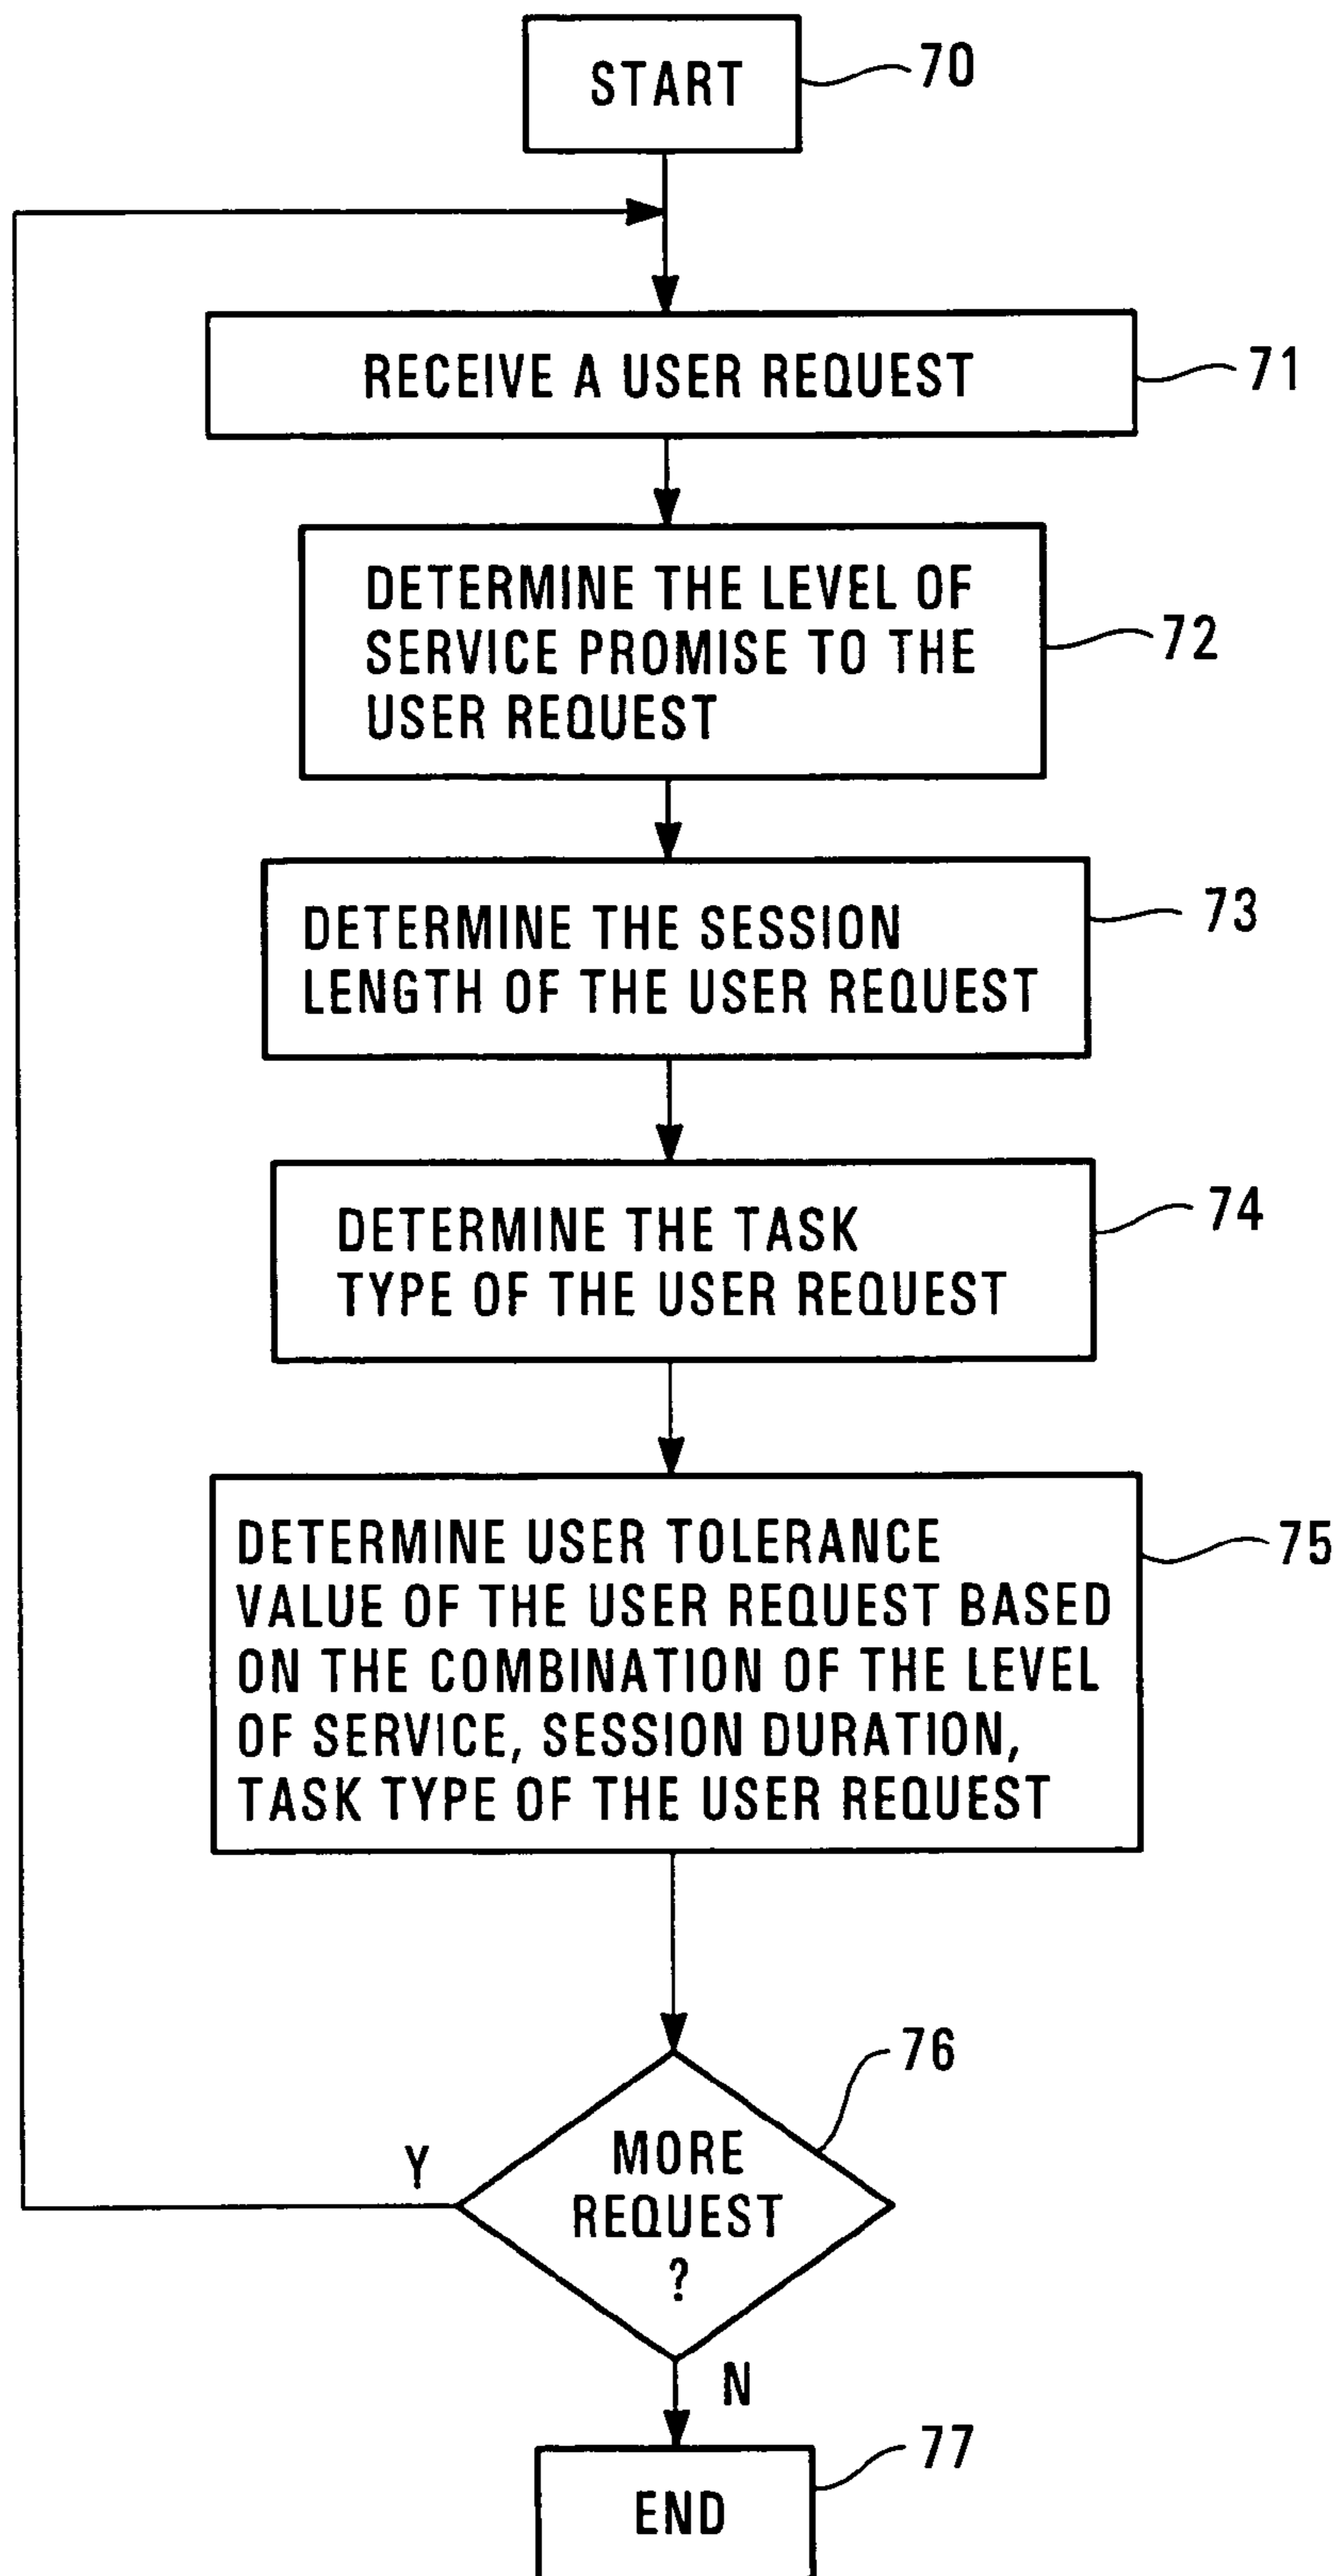 START
70
RECEIVE A USER REQUEST
71
DETERMINE THE LEVEL OF
SERVICE PROMISE TO THE
USER REQUEST
72
DETERMINE THE SESSION
LENGTH OF THE USER REQUEST
73
DETERMINE THE TASK
TYPE OF THE USER REQUEST
74
DETERMINE USER TOLERANCE
VALUE OF THE USER REQUEST BASED
ON THE COMBINATION OF THE LEVEL
OF SERVICE, SESSION DURATION,
TASK TYPE OF THE USER REQUEST
75
76
Y
MORE
REQUEST
?
N
77
END